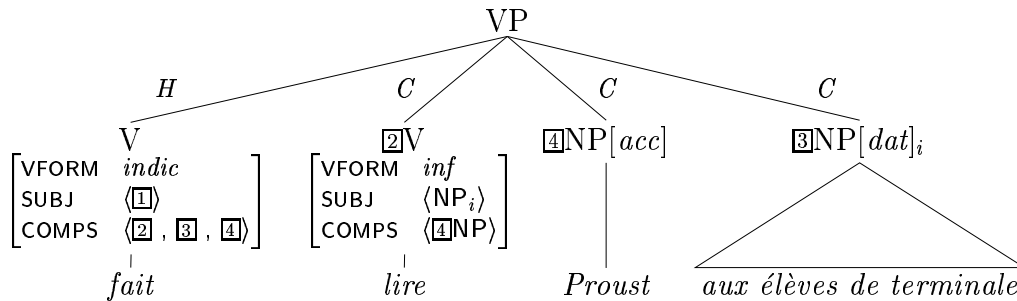 VP
H C C C
V 2V 4NP[acc] 3NP[dat]i
VFORM indic VFORM inf
SUBJ ⟨1⟩ SUBJ ⟨NPi⟩
COMPS ⟨2 , 3 , 4⟩ COMPS ⟨4NP⟩
fait lire Proust aux élèves de terminale